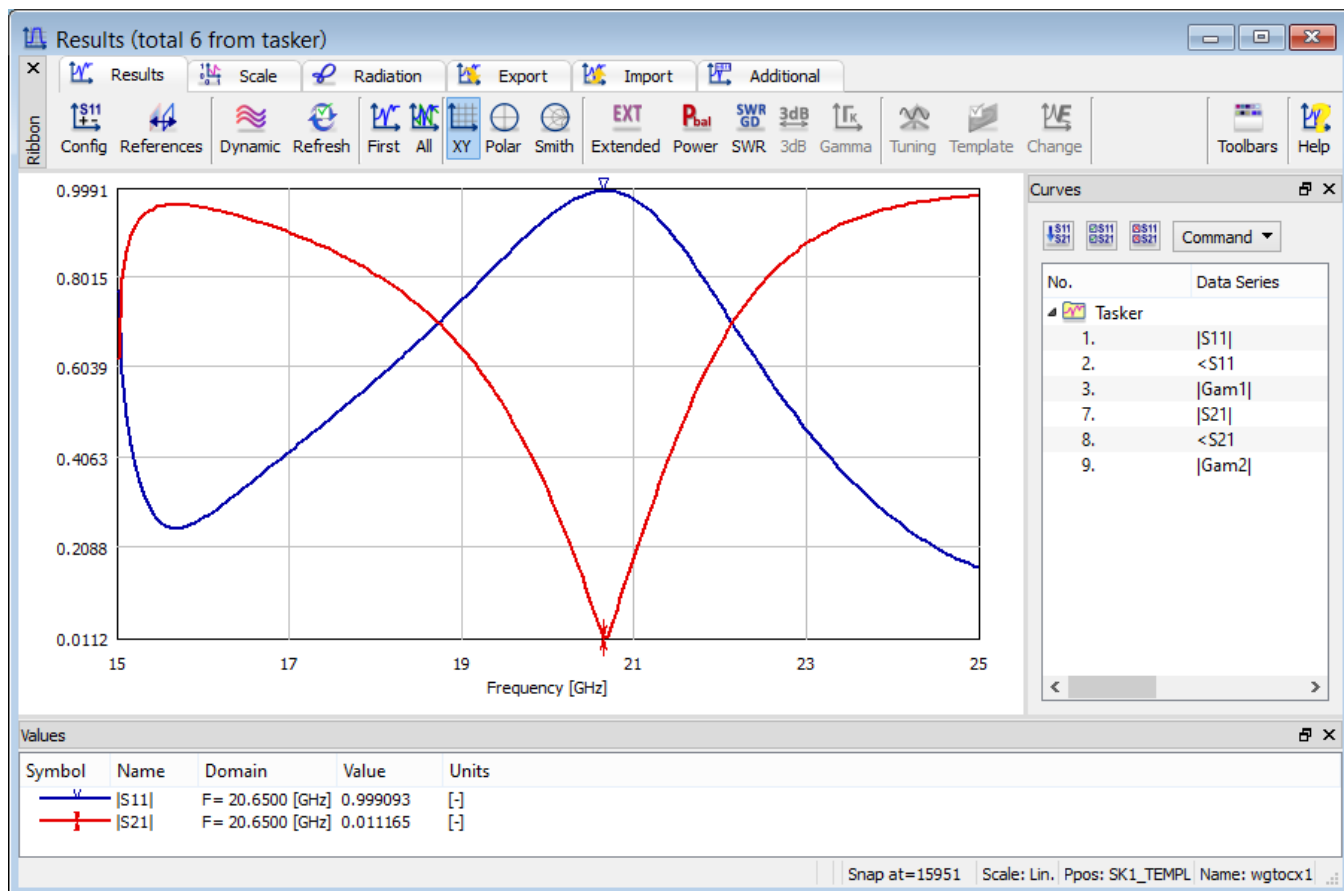 Results (total 6 from tasker)
Results Scale Radiation Export Import Additional
Ribbon
Config References Dynamic Refresh First All XY Polar Smith Extended Power SWR 3dB Gamma Tuning Template Change Toolbars Help
S11 EXT Pbal SWR GD 3dB
0.9991
0.8015
0.6039
0.4063
0.2088
0.0112
15 17 19 21 23 25
Frequency [GHz]
Curves
S11 S21 S11 S21 S11 S21 Command
No. Data Series
Tasker
1. |S11|
2. <S11
3. |Gam1|
7. |S21|
8. <S21
9. |Gam2|
Values
Symbol Name Domain Value Units
|S11| F= 20.6500 [GHz] 0.999093 [-]
|S21| F= 20.6500 [GHz] 0.011165 [-]
Snap at=15951 Scale: Lin. Ppos: SK1_TEMPL Name: wgtocx1